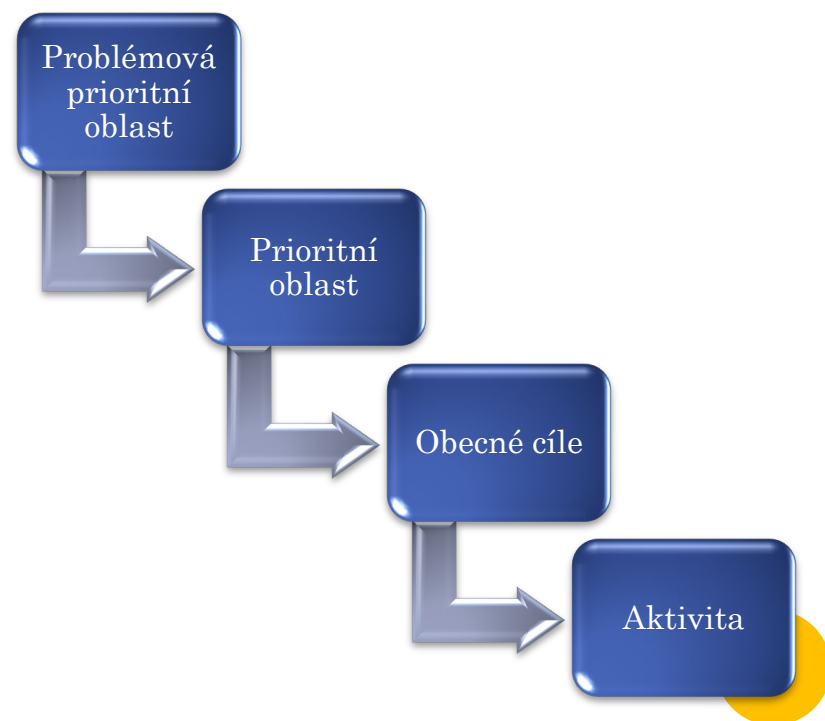 Problémová
prioritní
oblast
Prioritní
oblast
Obecné cíle
Aktivita